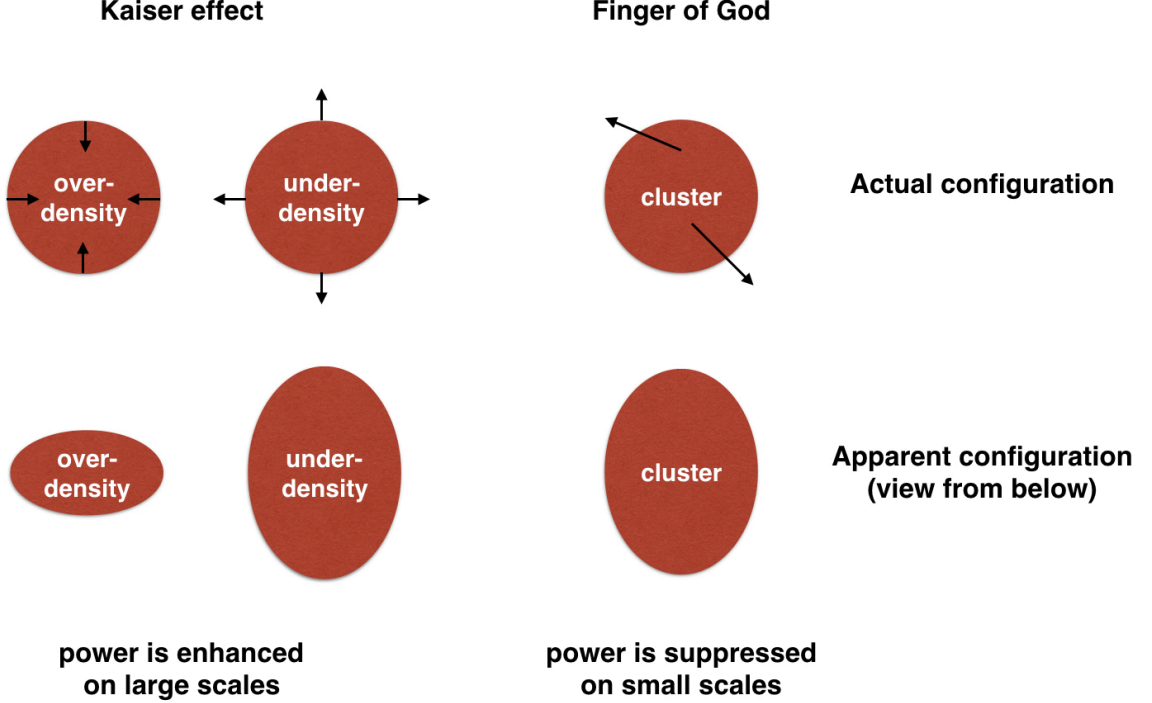 Kaiser effect
Finger of God
over-
density
under-
density
cluster
Actual configuration
over-
density
under-
density
cluster
Apparent configuration
(view from below)
power is enhanced
on large scales
power is suppressed
on small scales